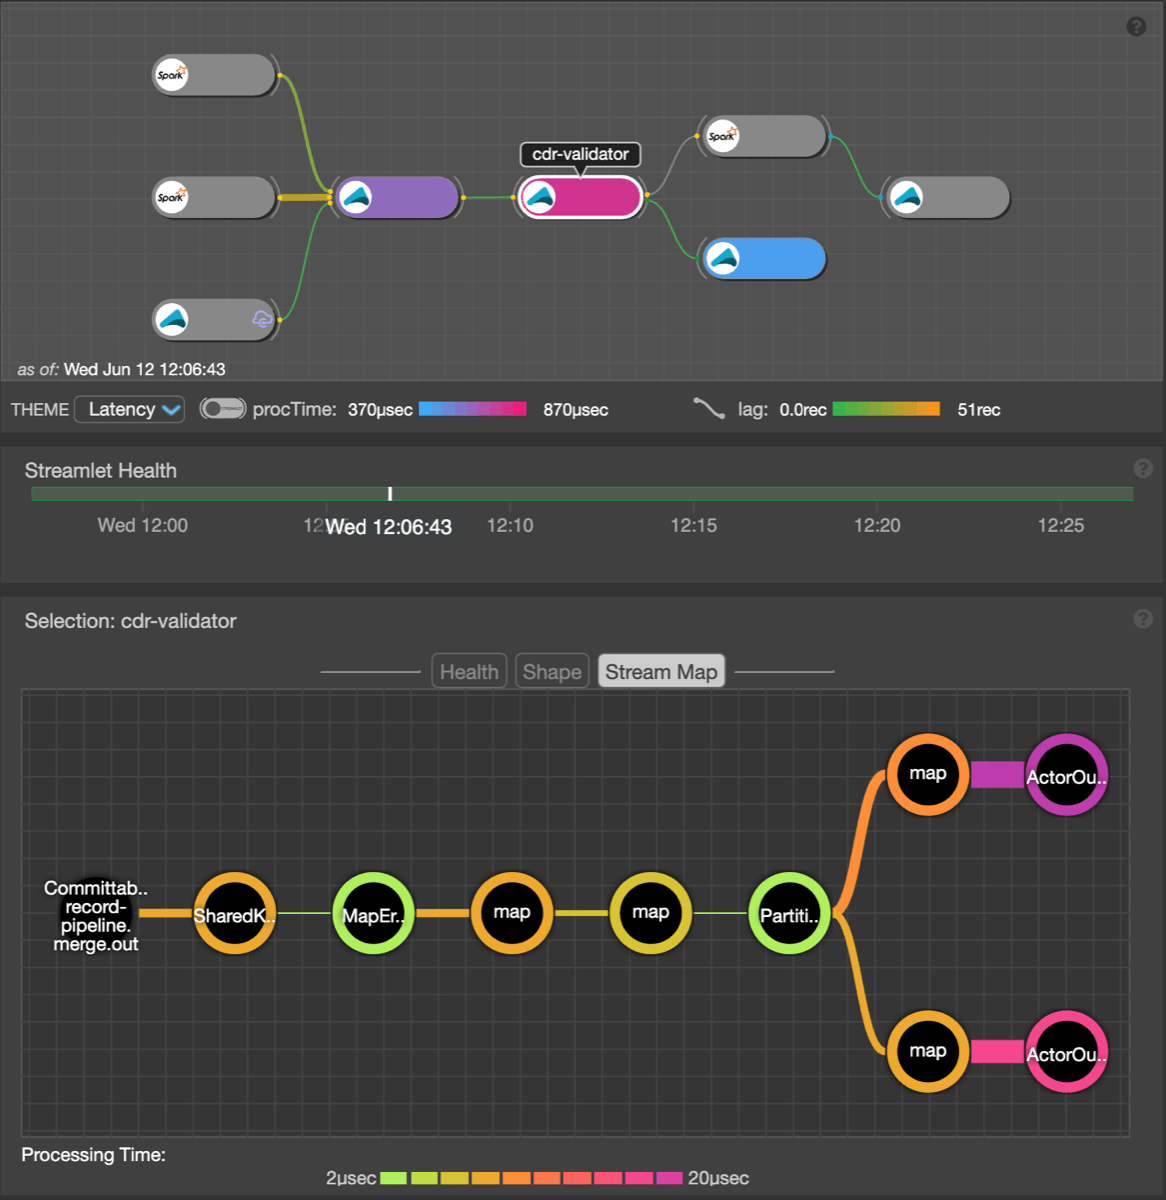 ?
Spark
Spark
cdr-validator
Spark
as of: Wed Jun 12 12:06:43
THEME Latency procTime: 370µsec 870µsec lag: 0.0rec 51rec
Streamlet Health
?
Wed 12:00 12 Wed 12:06:43 12:10 12:15 12:20 12:25
Selection: cdr-validator
?
Health Shape Stream Map
map ActorOu..
Committab..
record-
pipeline.
merge.out
SharedK.. MapEr.. map map Partiti..
map ActorOu..
Processing Time:
2µsec 20µsec